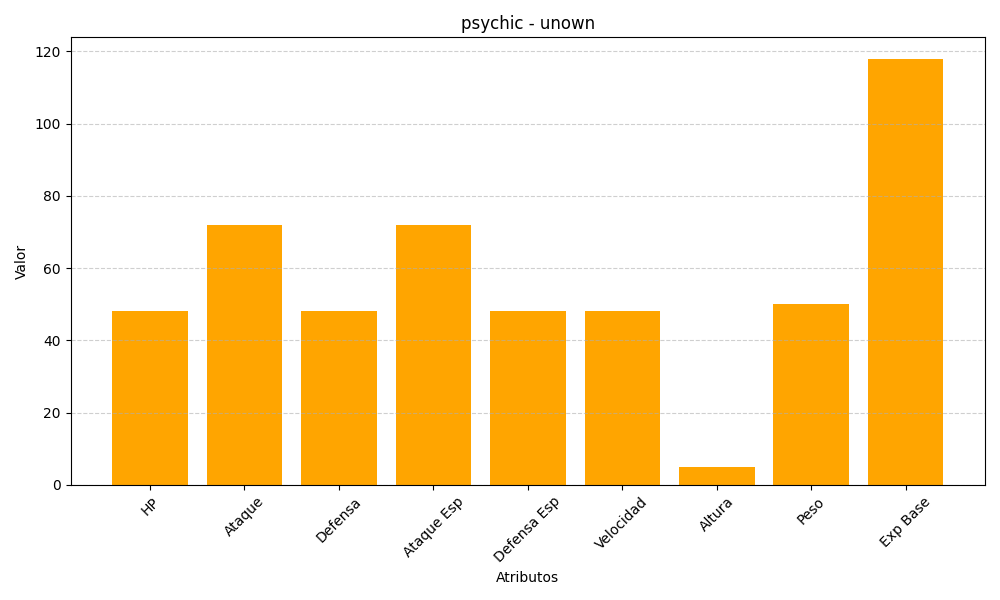 psychic - unown
Valor
120
100
80
60
40
20
0
HP
Ataque
Defensa
Ataque Esp
Defensa Esp
Velocidad
Altura
Peso
Exp Base
Atributos